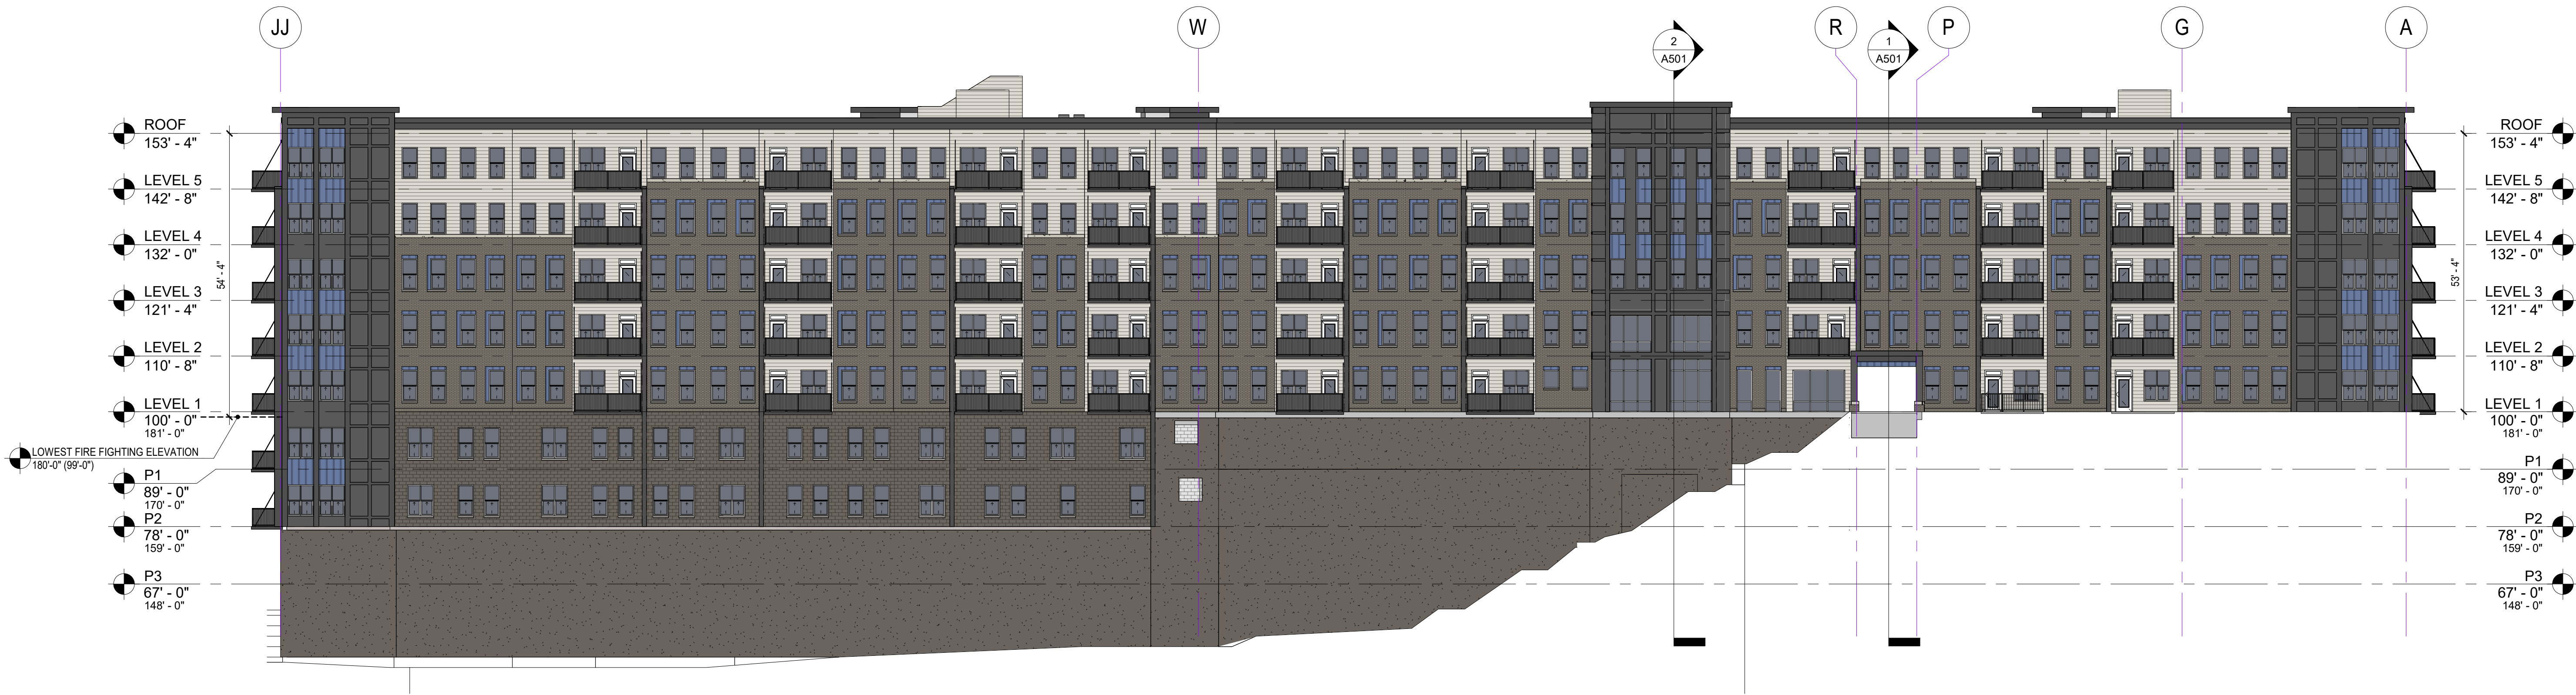 JJ
W
2
A501
R
1
A501
P
G
A
ROOF
153' - 4"
LEVEL 5
142' - 8"
LEVEL 4
132' - 0"
54' - 4"
LEVEL 3
121' - 4"
LEVEL 2
110' - 8"
LEVEL 1
100' - 0"
181' - 0"
LOWEST FIRE FIGHTING ELEVATION
180'-0" (99'-0")
P1
89' - 0"
170' - 0"
P2
78' - 0"
159' - 0"
P3
67' - 0"
148' - 0"
ROOF
153' - 4"
LEVEL 5
142' - 8"
LEVEL 4
132' - 0"
53' - 4"
LEVEL 3
121' - 4"
LEVEL 2
110' - 8"
LEVEL 1
100' - 0"
181' - 0"
P1
89' - 0"
170' - 0"
P2
78' - 0"
159' - 0"
P3
67' - 0"
148' - 0"